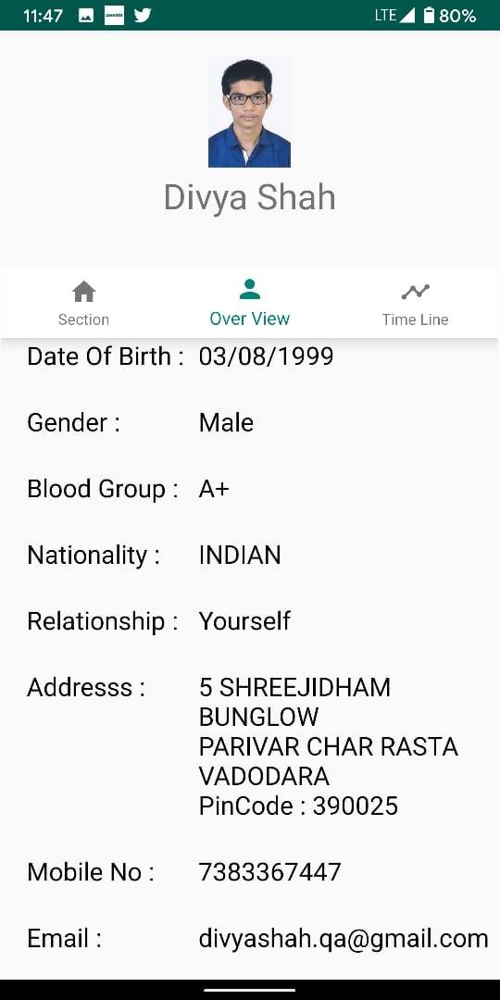 11:47 LTE 80%
Divya Shah
Section Over View Time Line
Date Of Birth : 03/08/1999
Gender : Male
Blood Group : A+
Nationality : INDIAN
Relationship : Yourself
Addresss : 5 SHREEJIDHAM
BUNGLOW
PARIVAR CHAR RASTA
VADODARA
PinCode : 390025
Mobile No : 7383367447
Email : divyashah.qa@gmail.com